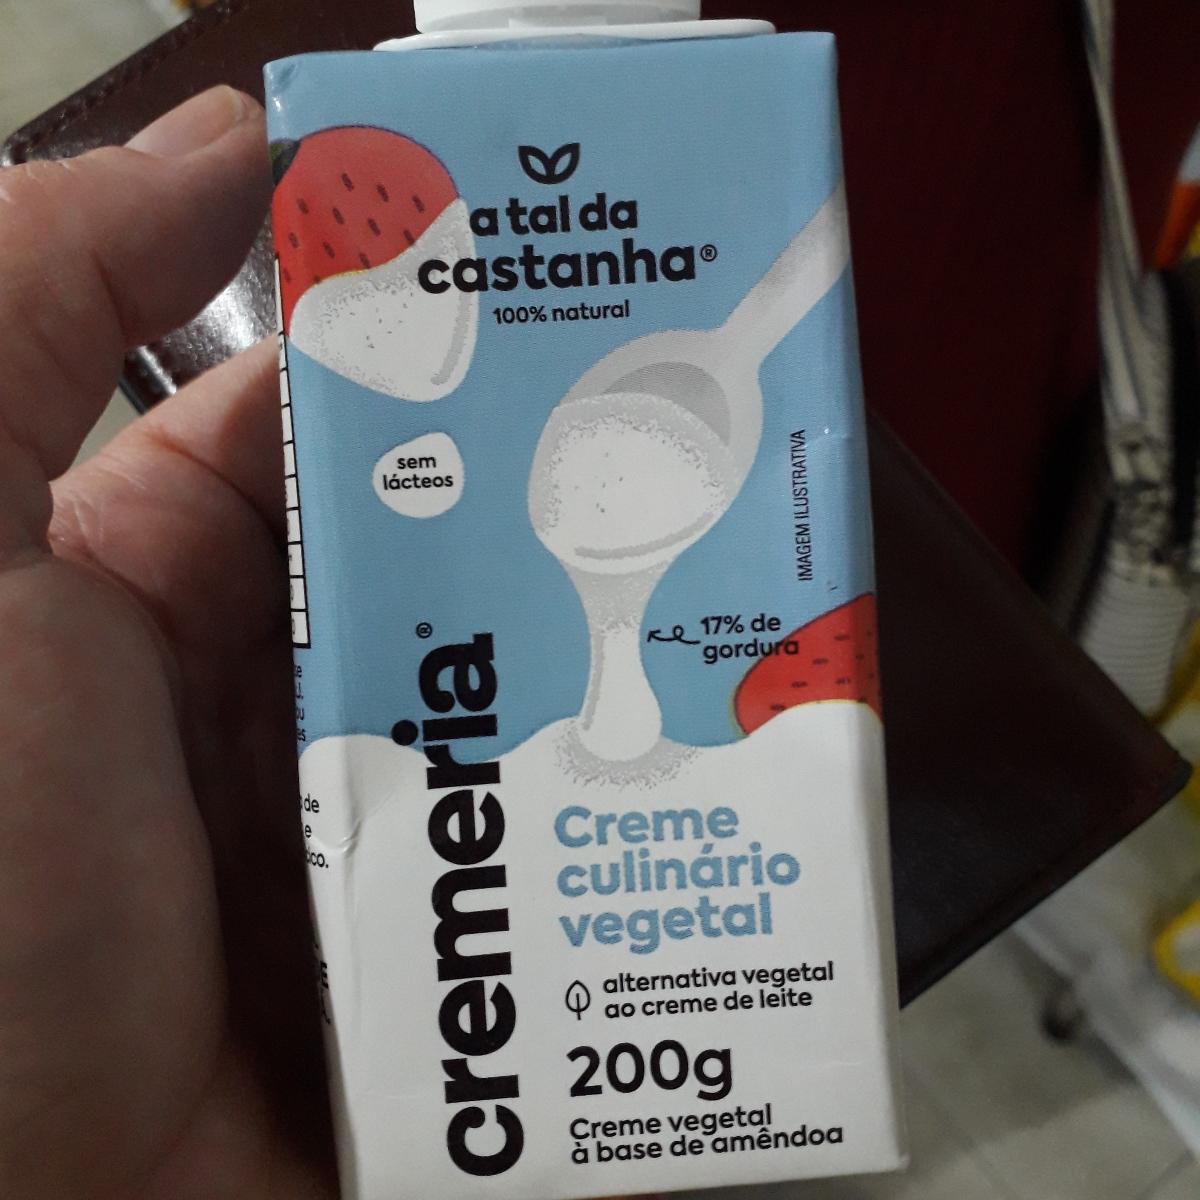 a tal da
castanha®
100% natural
sem
lácteos
IMAGEM ILUSTRATIVA
17% de
gordura
cremeria®
Creme
culinário
vegetal
alternativa vegetal
ao creme de leite
200g
Creme vegetal
à base de amêndoa
de
e